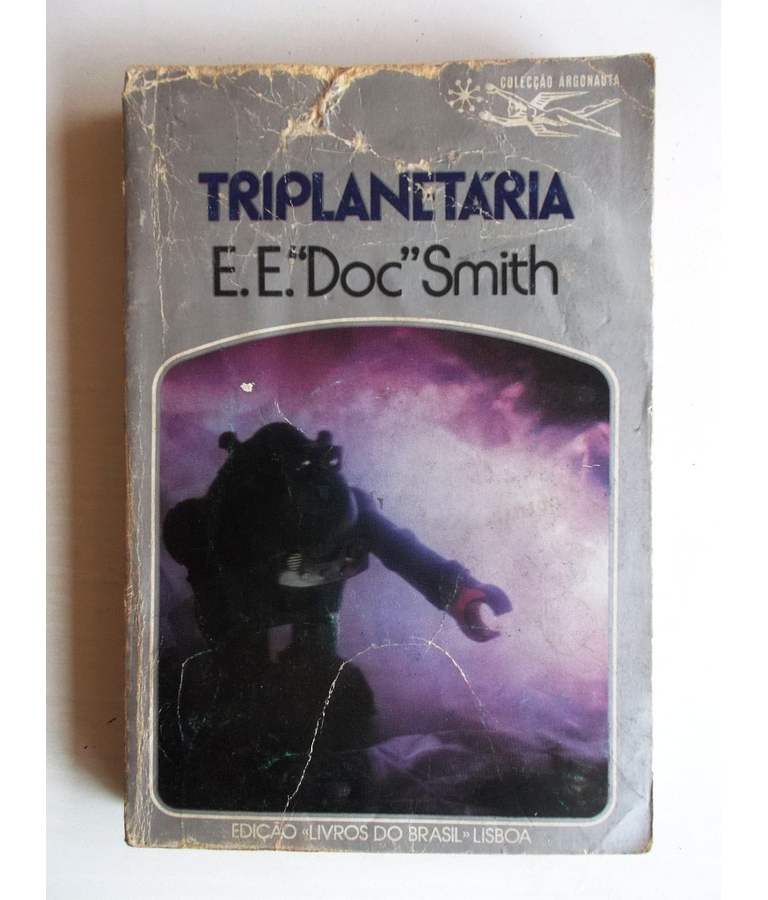 COLECÇÃO ARGONAUTA
TRIPLANETÁRIA
E. E. “Doc” Smith
EDIÇÃO «LIVROS DO BRASIL» LISBOA